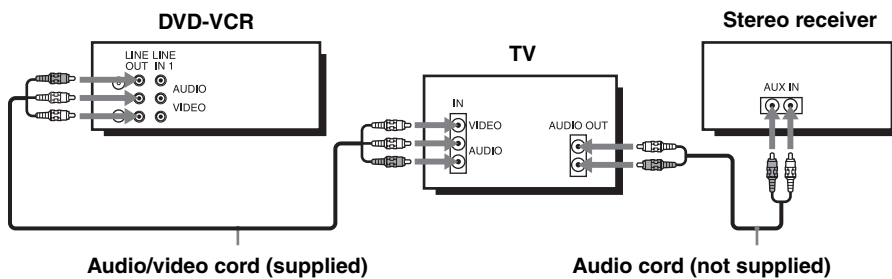 DVD-VCR
LINE OUT
LINE IN 1
AUDIO
VIDEO
TV
IN
VIDEO
AUDIO
AUDIO OUT
Stereo receiver
AUX IN
Audio/video cord (supplied)
Audio cord (not supplied)